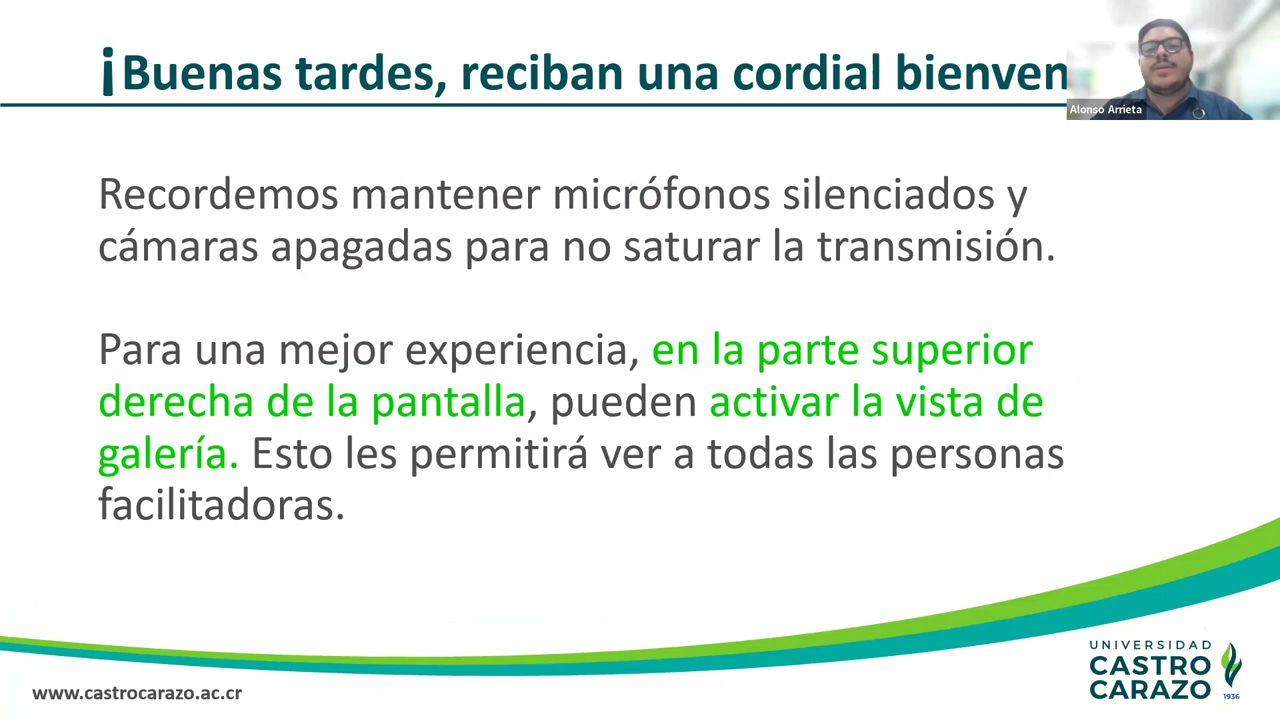 ¡Buenas tardes, reciban una cordial bienven
Alonso Arrieta
Recordemos mantener micrófonos silenciados y
cámaras apagadas para no saturar la transmisión.
Para una mejor experiencia, en la parte superior
derecha de la pantalla, pueden activar la vista de
galería. Esto les permitirá ver a todas las personas
facilitadoras.
UNIVERSIDAD
CASTRO
CARAZO
1936
www.castrocarazo.ac.cr